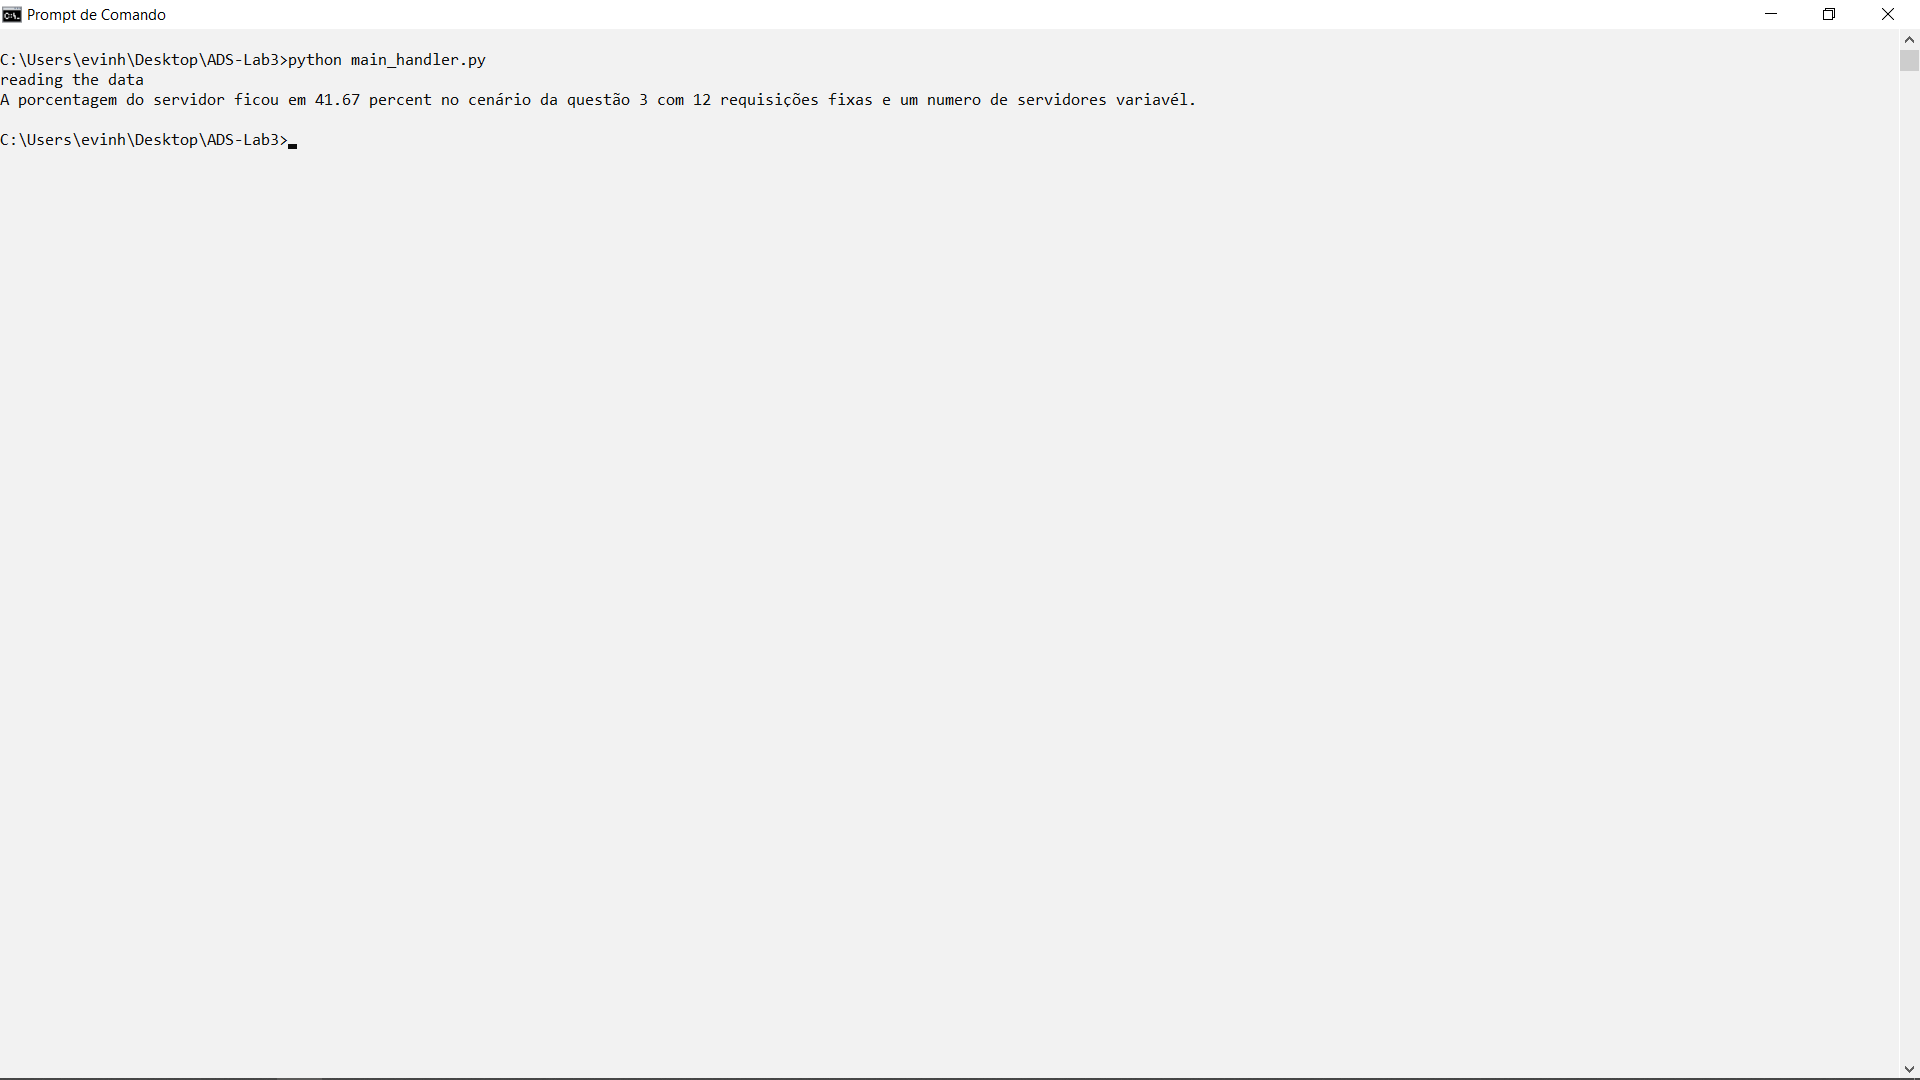 Prompt de Comando
C:\Users\evinh\Desktop\ADS-Lab3>python main_handler.py
reading the data
A porcentagem do servidor ficou em 41.67 percent no cenário da questão 3 com 12 requisições fixas e um numero de servidores variavél.
C:\Users\evinh\Desktop\ADS-Lab3>